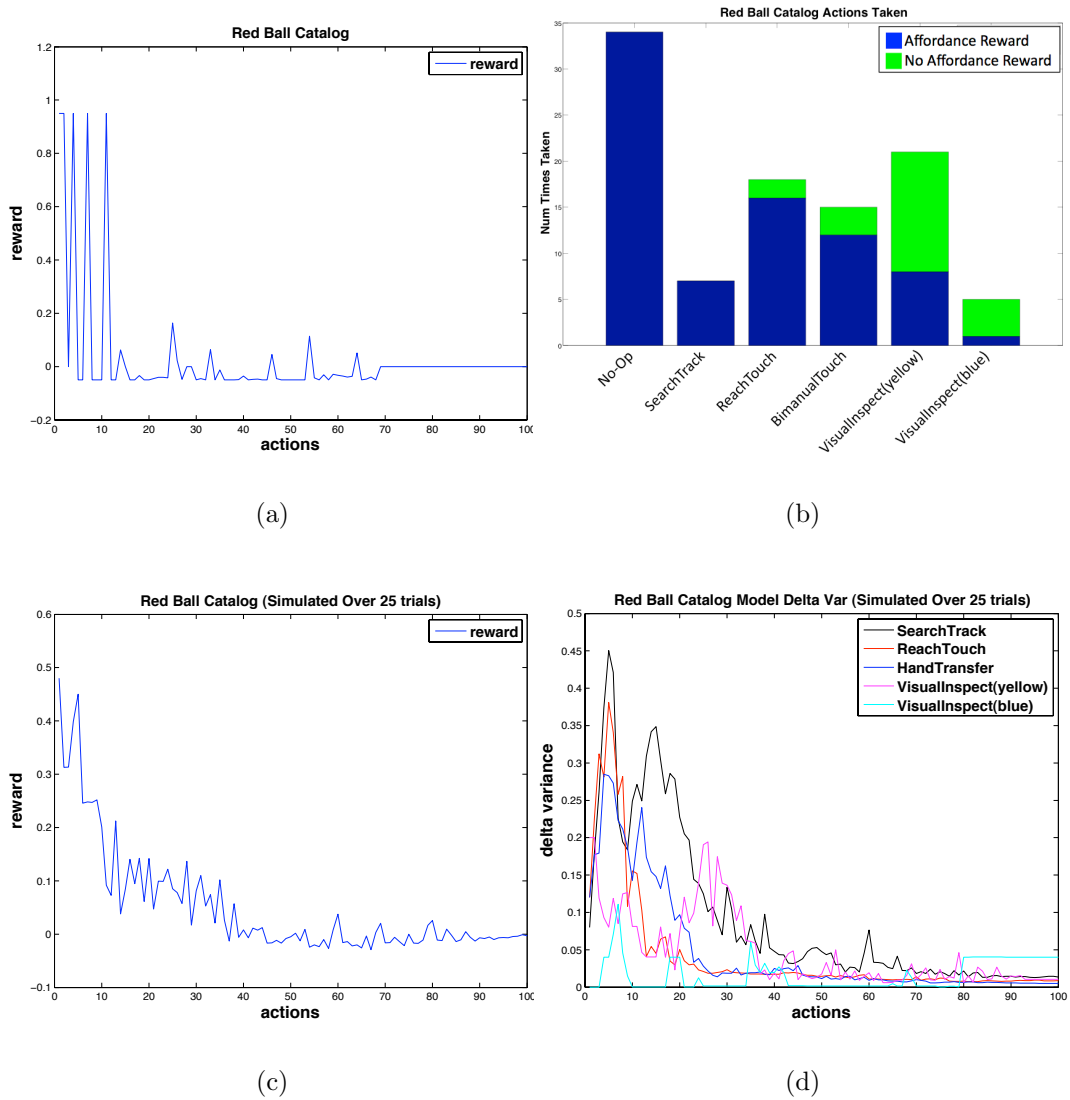 Red Ball Catalog
reward
1.2
1
0.8
0.6
0.4
0.2
0
−0.2
reward
0 10 20 30 40 50 60 70 80 90 100
actions
(a)
Red Ball Catalog Actions Taken
Affordance Reward
No Affordance Reward
35
30
25
20
15
10
5
0
Num Times Taken
No-Op
SearchTrack
ReachTouch
BimanualTouch
VisualInspect(yellow)
VisualInspect(blue)
(b)
Red Ball Catalog (Simulated Over 25 trials)
reward
0.6
0.5
0.4
0.3
0.2
0.1
0
−0.1
reward
0 10 20 30 40 50 60 70 80 90 100
actions
(c)
Red Ball Catalog Model Delta Var (Simulated Over 25 trials)
SearchTrack
ReachTouch
HandTransfer
VisualInspect(yellow)
VisualInspect(blue)
0.5
0.45
0.4
0.35
0.3
0.25
0.2
0.15
0.1
0.05
0
delta variance
0 10 20 30 40 50 60 70 80 90 100
actions
(d)